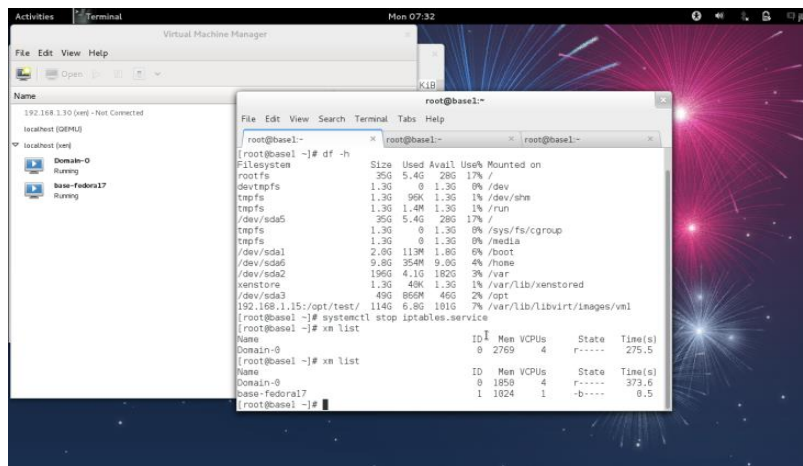 Activities Terminal Mon 07:32
Virtual Machine Manager
File Edit View Help
Open
Name
192.168.1.30 (xen) - Not Connected
localhost (QEMU)
localhost (xen)
Domain-0
Running
base-fedora17
Running
KiB
root@base1:~
File Edit View Search Terminal Tabs Help
root@base1:~ root@base1:~ root@base1:~
[root@base1 ~]# df -h
Filesystem Size Used Avail Use% Mounted on
rootfs 35G 5.4G 28G 17% /
devtmpfs 1.3G 0 1.3G 0% /dev
tmpfs 1.3G 96K 1.3G 1% /dev/shm
tmpfs 1.3G 1.4M 1.3G 1% /run
/dev/sda5 35G 5.4G 28G 17% /
tmpfs 1.3G 0 1.3G 0% /sys/fs/cgroup
tmpfs 1.3G 0 1.3G 0% /media
/dev/sda1 2.0G 113M 1.8G 6% /boot
/dev/sda6 9.8G 354M 9.0G 4% /home
/dev/sda2 196G 4.1G 182G 3% /var
xenstore 1.3G 40K 1.3G 1% /var/lib/xenstored
/dev/sda3 49G 866M 46G 2% /opt
192.168.1.15:/opt/test/ 114G 6.8G 101G 7% /var/lib/libvirt/images/vm1
[root@base1 ~]# systemctl stop iptables.service
[root@base1 ~]# xm list
Name ID Mem VCPUs State Time(s)
Domain-0 0 2769 4 r----- 275.5
[root@base1 ~]# xm list
Name ID Mem VCPUs State Time(s)
Domain-0 0 1850 4 r----- 373.6
base-fedora17 1 1024 1 -b---- 0.5
[root@base1 ~]#